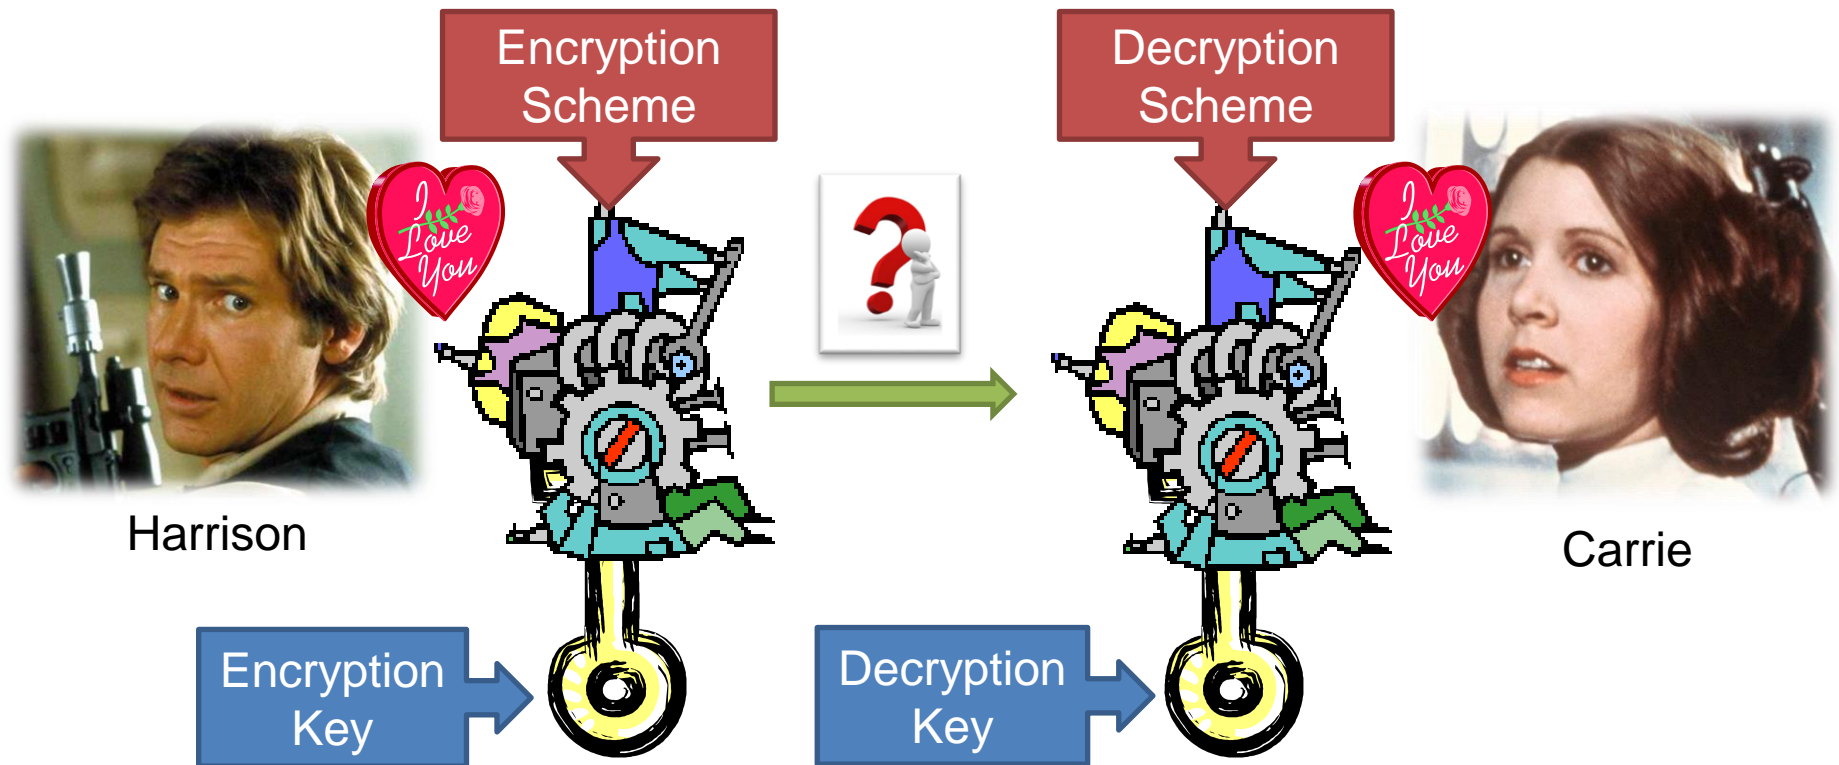 Encryption
Scheme
Decryption
Scheme
I
Love
You
I
Love
You
Harrison
Carrie
Encryption
Key
Decryption
Key